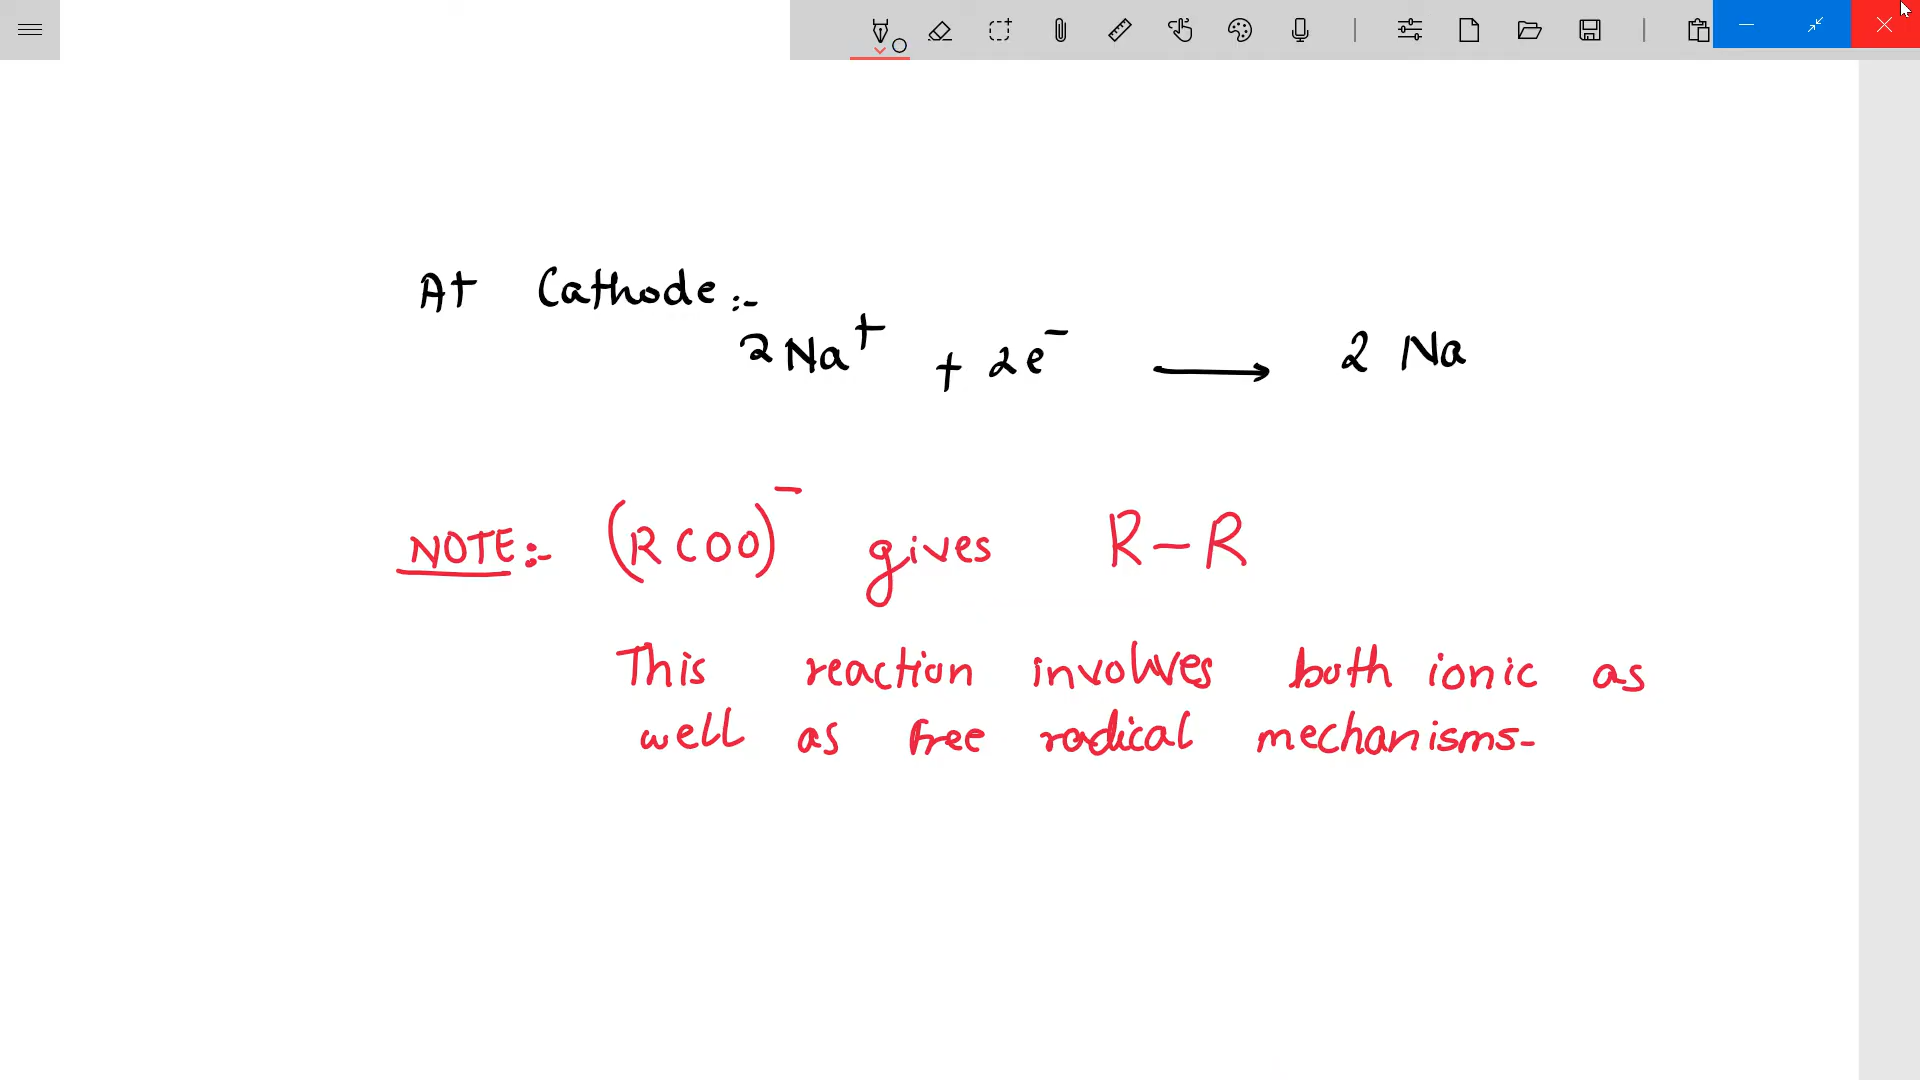 At Cathode:-
2Na⁺ + 2e⁻ ⟶ 2 Na
NOTE:- (RCOO)⁻ gives R-R
This reaction involves both ionic as
well as free radical mechanisms-